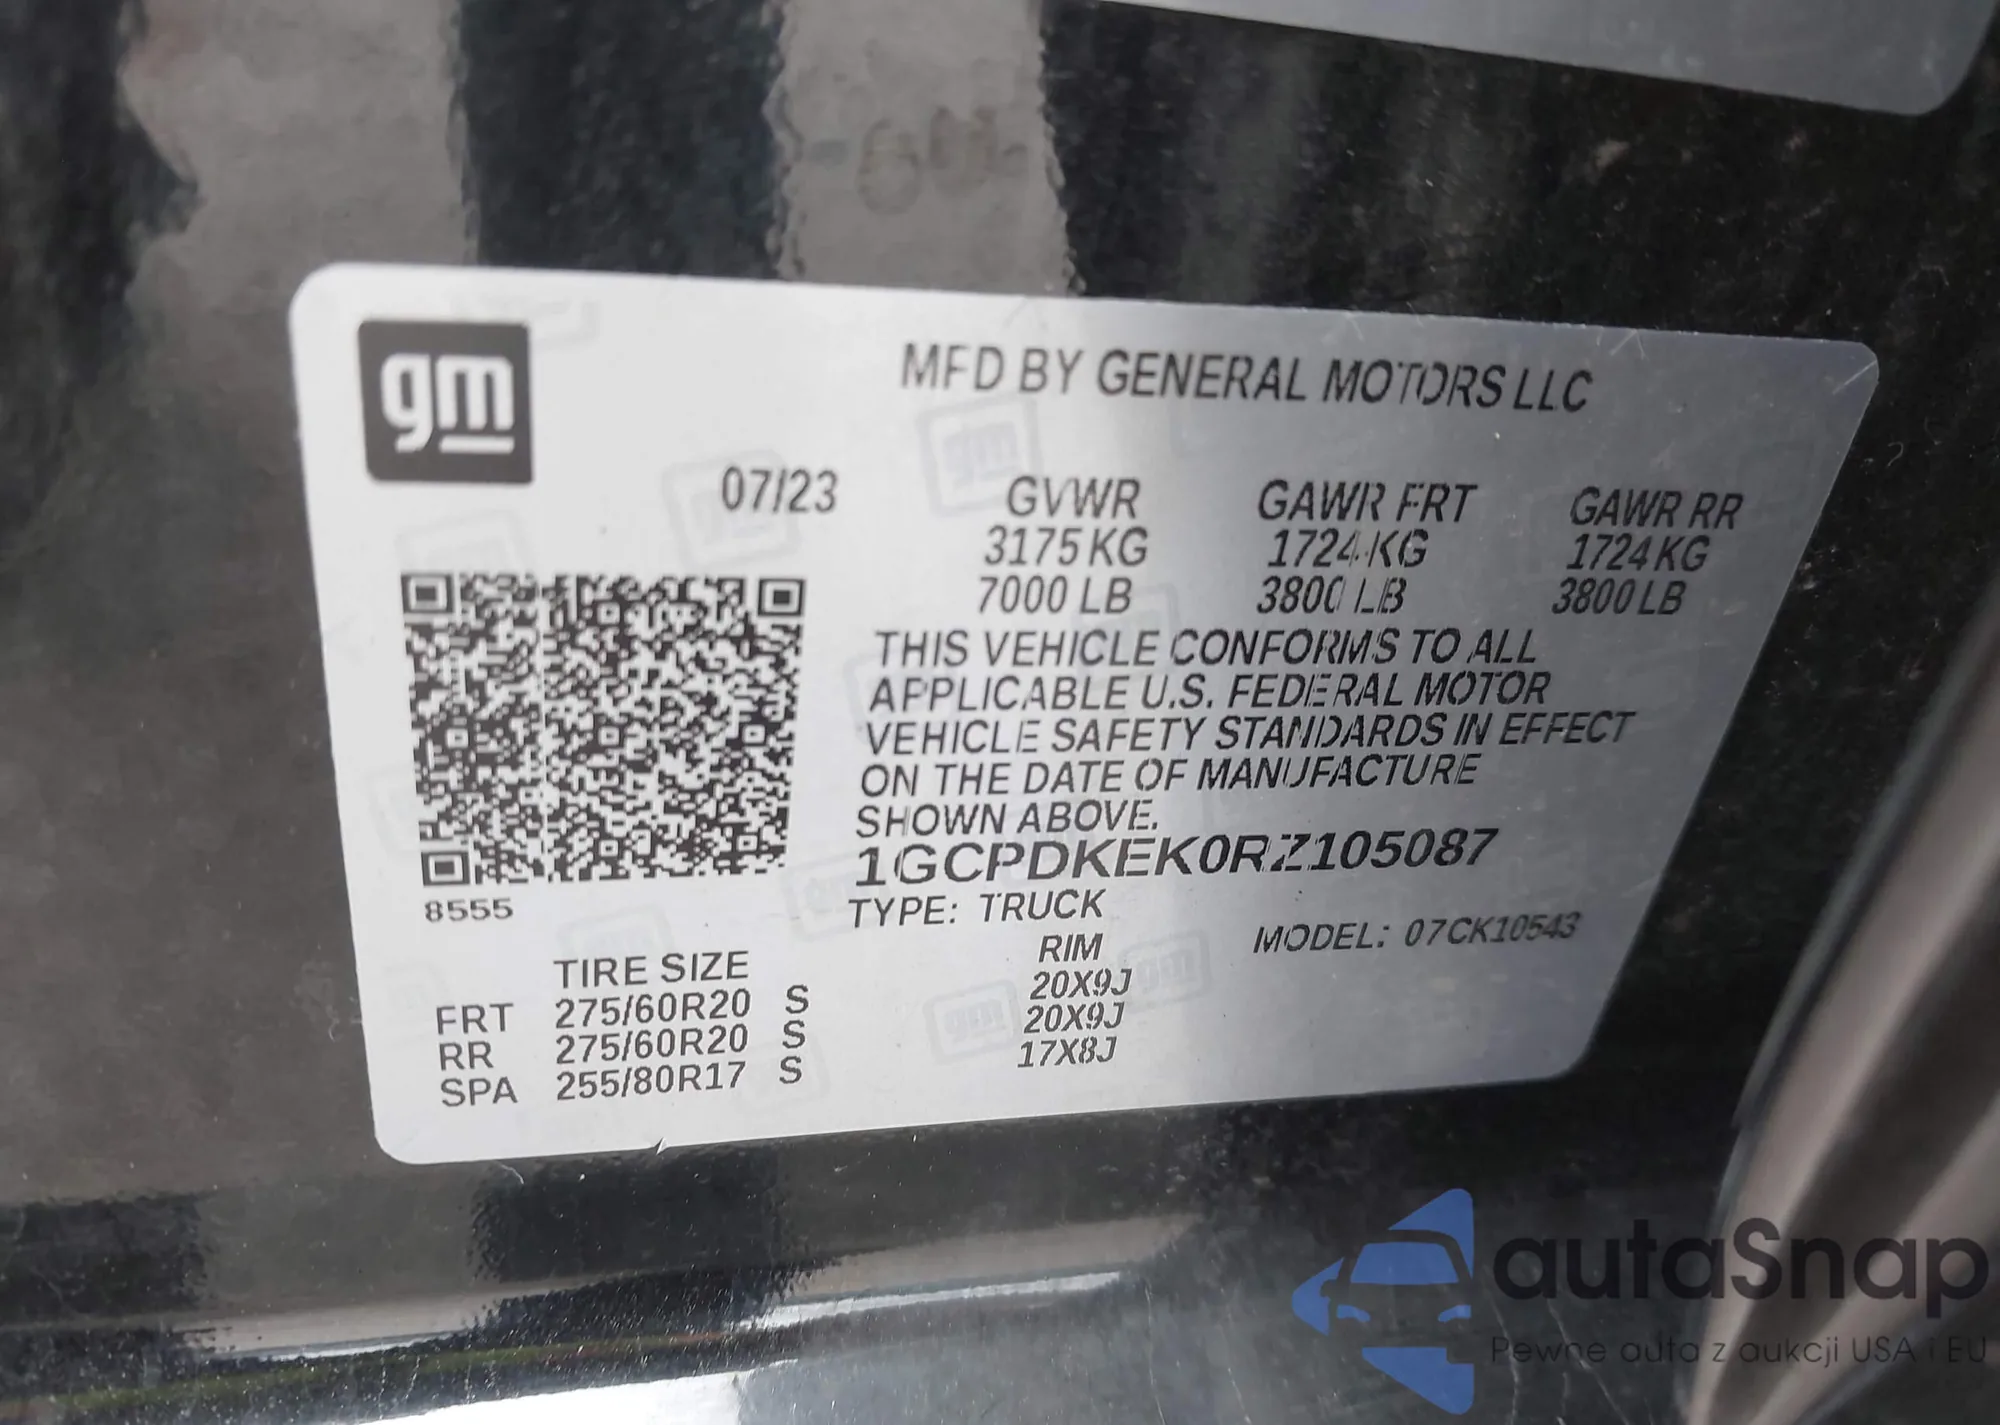 gm
MFD BY GENERAL MOTORS LLC
07/23
GVWR GAWR FRT GAWR RR
3175 KG 1724 KG 1724 KG
7000 LB 3800 LB 3800 LB
THIS VEHICLE CONFORMS TO ALL
APPLICABLE U.S. FEDERAL MOTOR
VEHICLE SAFETY STANDARDS IN EFFECT
ON THE DATE OF MANUFACTURE
SHOWN ABOVE.
1GCPDKEK0RZ105087
8555
TYPE: TRUCK
MODEL: 07CK10543
TIRE SIZE RIM
FRT 275/60R20 S 20X9J
RR 275/60R20 S 20X9J
SPA 255/80R17 S 17X8J
autaSnap
Pewne auta z aukcji USA i EU